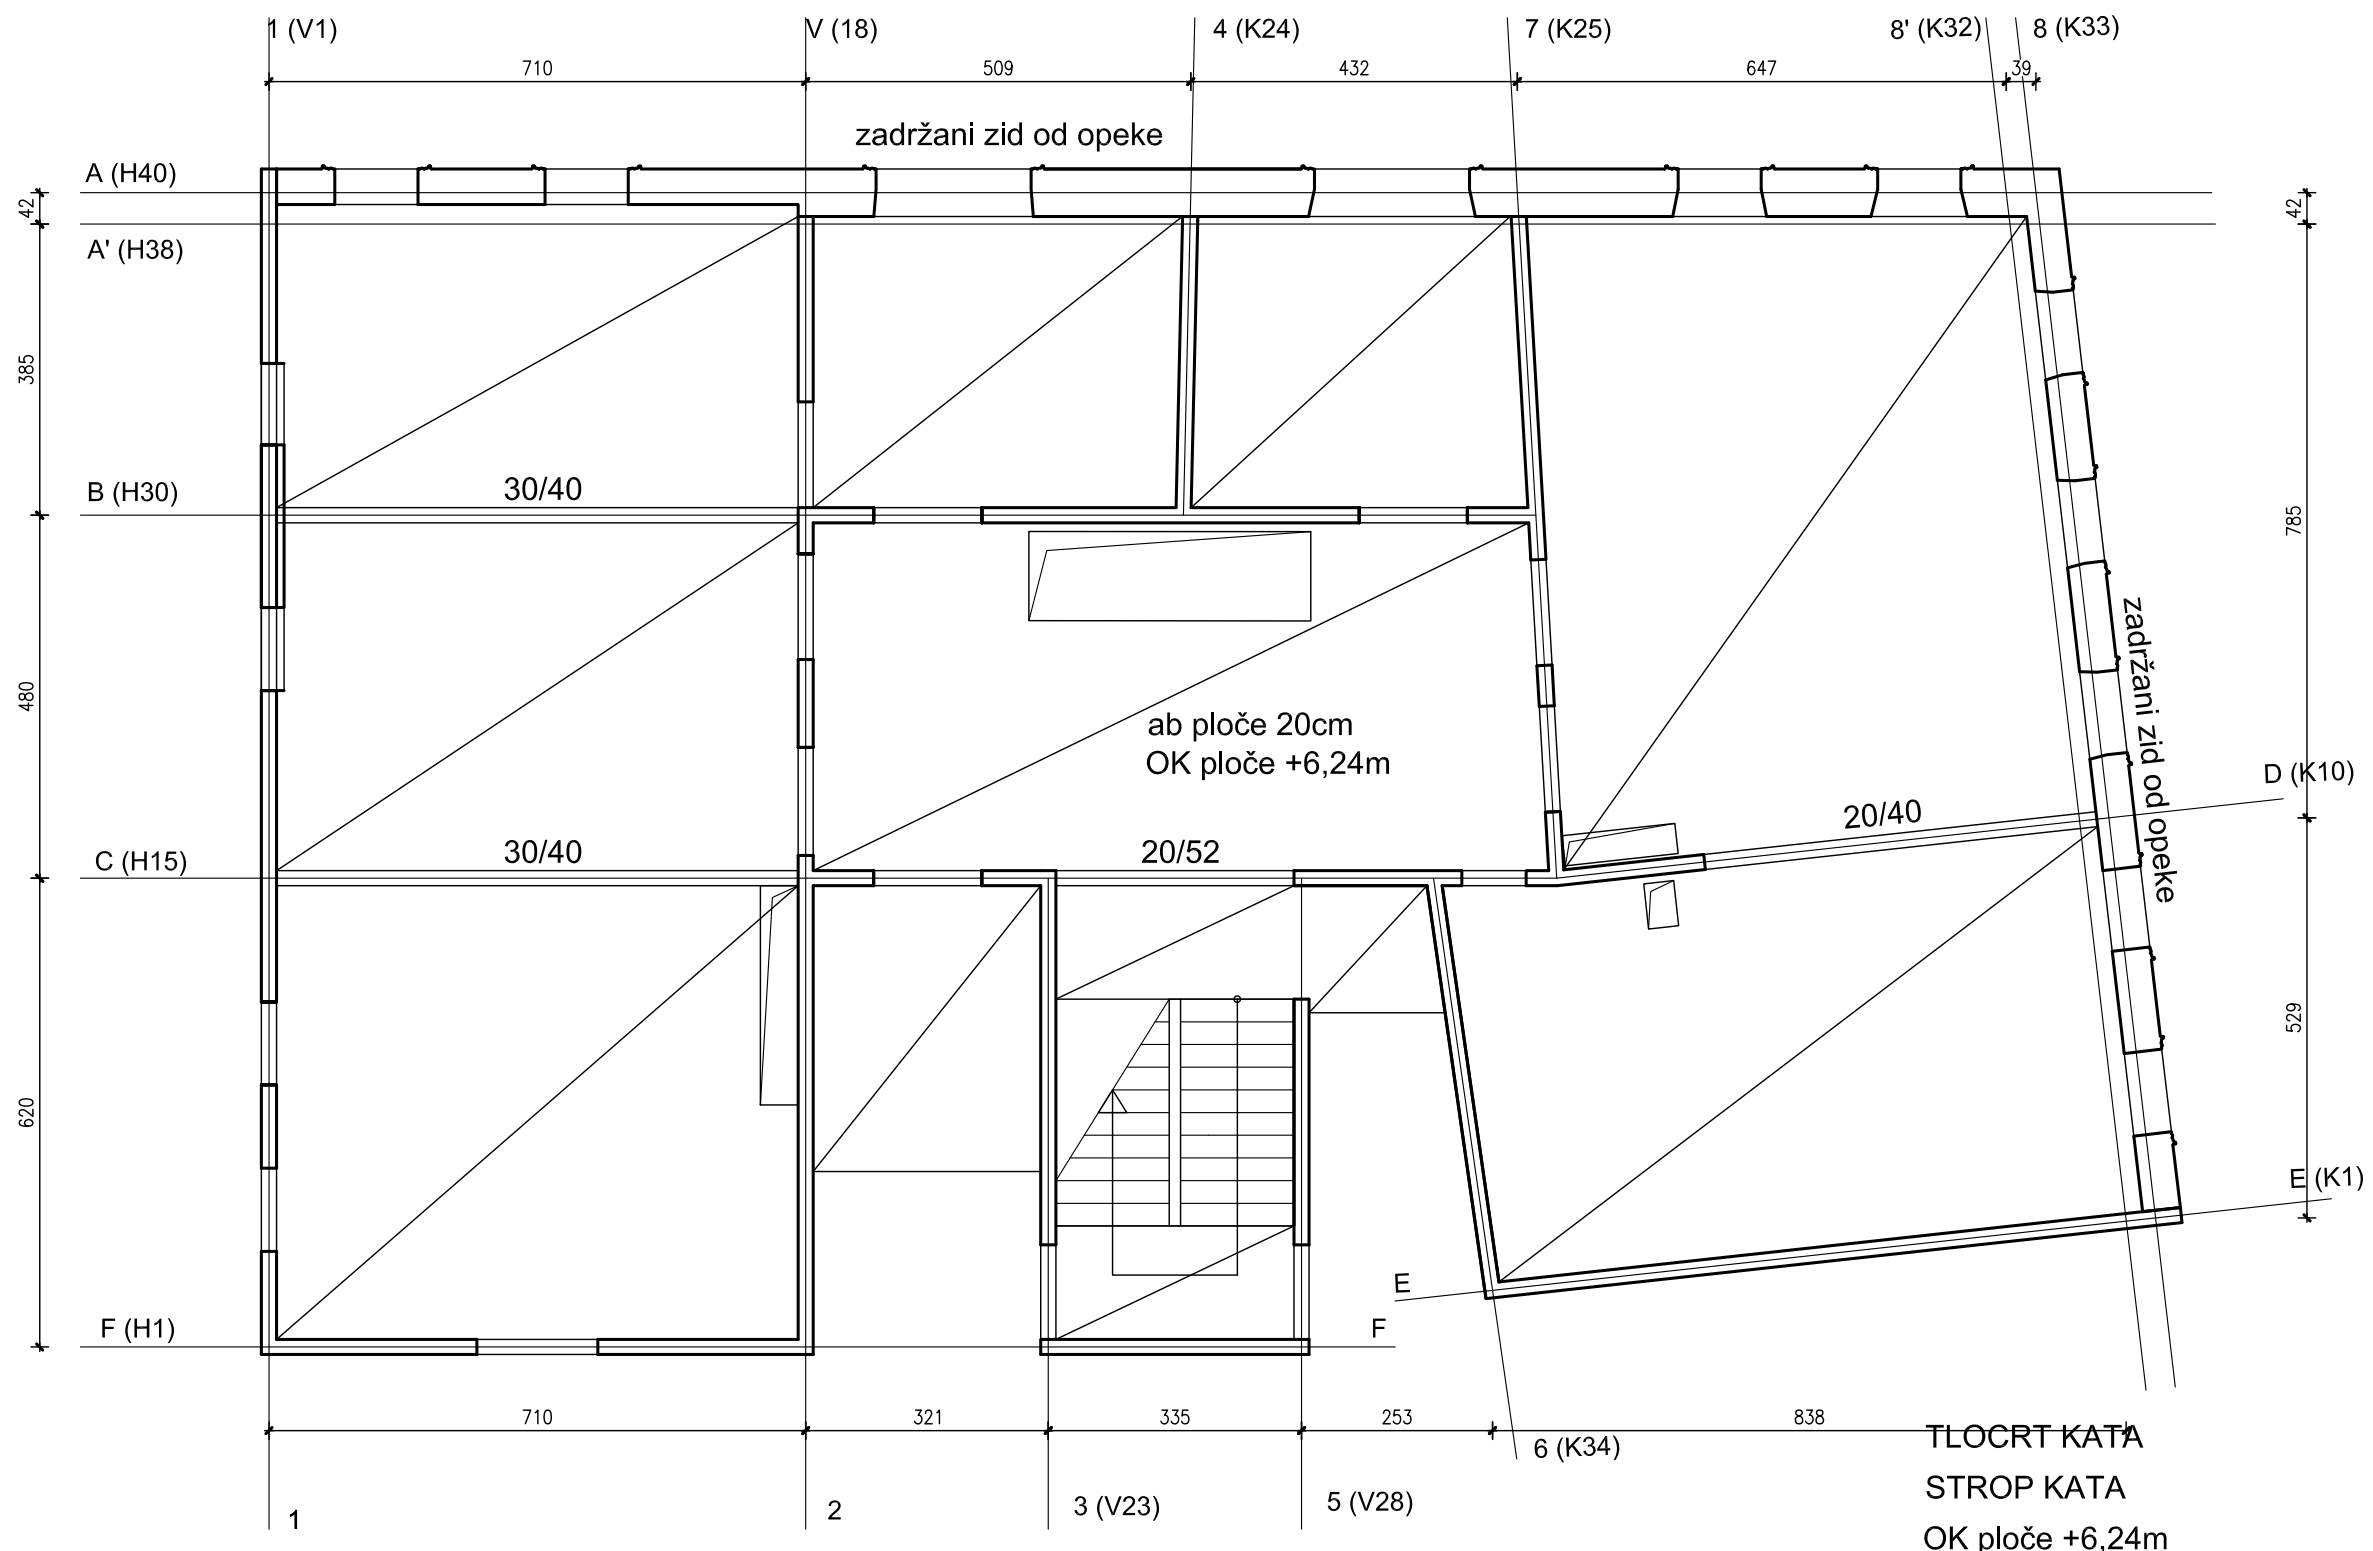 1 (V1)
V (18)
4 (K24)
7 (K25)
8' (K32)
8 (K33)
710
509
432
647
39
zadržani zid od opeke
A (H40)
42
42
A' (H38)
385
B (H30)
30/40
785
zadržani zid od opeke
480
ab ploče 20cm
OK ploče +6,24m
D (K10)
20/40
C (H15)
30/40
20/52
529
620
E (K1)
E
F (H1)
F
710
321
335
253
838
6 (K34)
1
2
3 (V23)
5 (V28)
TLOCRT KATA
STROP KATA
OK ploče +6,24m